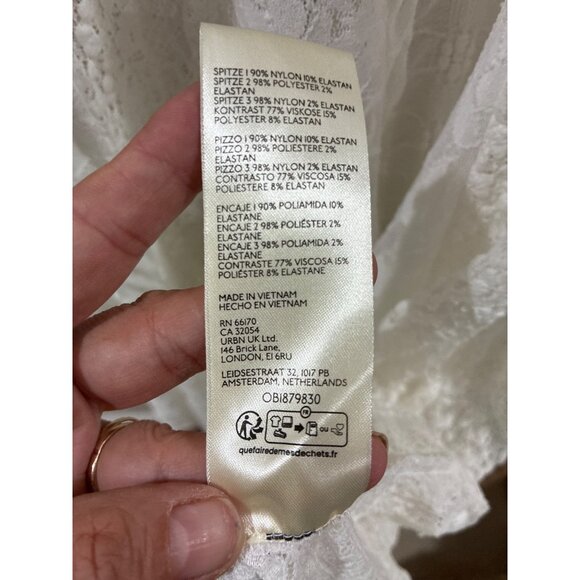 SPITZE 1 90% NYLON 10% ELASTAN
SPITZE 2 98% POLYESTER 2%
ELASTAN
SPITZE 3 98% NYLON 2% ELASTAN
KONTRAST 77% VISKOSE 15%
POLYESTER 8% ELASTAN
PIZZO 1 90% NYLON 10% ELASTAN
PIZZO 2 98% POLIESTERE 2%
ELASTAN
PIZZO 3 98% NYLON 2% ELASTAN
CONTRASTO 77% VISCOSA 15%
POLIESTERE 8% ELASTAN
ENCAJE 1 90% POLIAMIDA 10%
ELASTANE
ENCAJE 2 98% POLIÉSTER 2%
ELASTANE
ENCAJE 3 98% POLIAMIDA 2%
ELASTANE
CONTRASTE 77% VISCOSA 15%
POLIÉSTER 8% ELASTANE
MADE IN VIETNAM
HECHO EN VIETNAM
RN 66170
CA 32054
URBN UK Ltd.
146 Brick Lane,
LONDON, E1 6RU
LEIDSESTRAAT 32, 1017 PB
AMSTERDAM, NETHERLANDS
OB1879830
FR
ou
quefairedemesdechets.fr